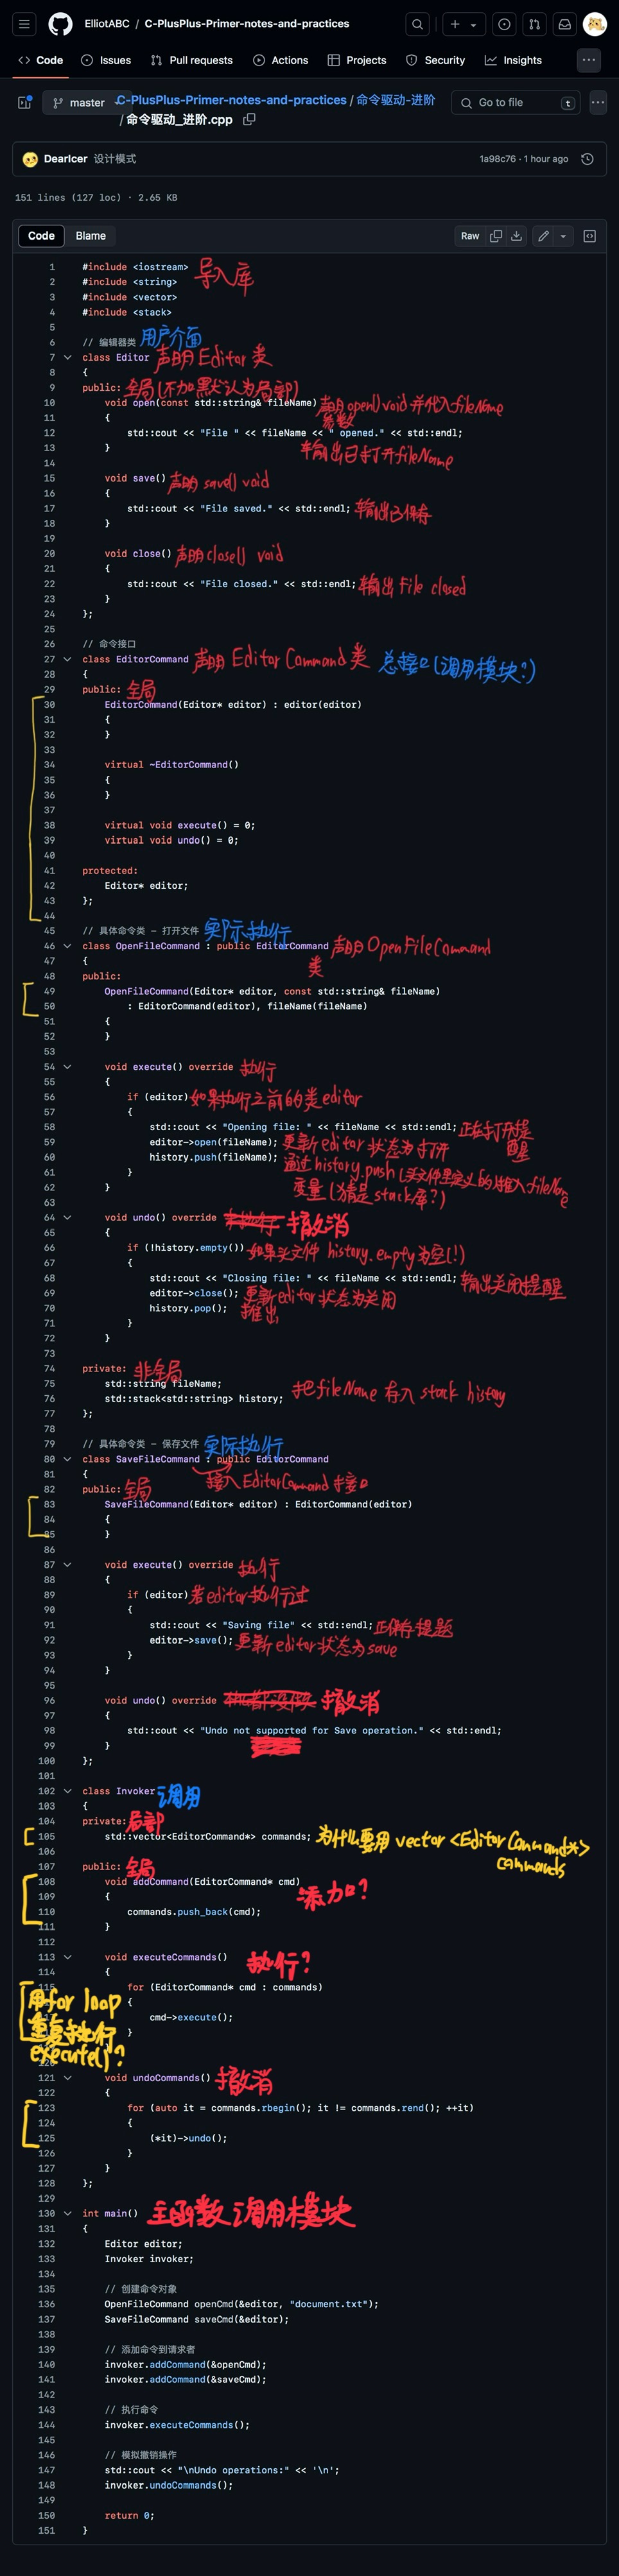 ElliotABC / C-PlusPlus-Primer-notes-and-practices
Code Issues Pull requests Actions Projects Security Insights
master C-PlusPlus-Primer-notes-and-practices / 命令驱动-进阶 Go to file t
/ 命令驱动_进阶.cpp
DearIcer 设计模式 1a98c76 · 1 hour ago
151 lines (127 loc) · 2.65 KB
Code Blame Raw
1 #include <iostream> 导入库
2 #include <string>
3 #include <vector>
4 #include <stack>
5
6 // 编辑器类 用户介面
7 class Editor 声明 Editor 类
8 {
9 public: 全局(不加默认为局部)
10 void open(const std::string& fileName) 声明 open() void 并代入 fileName
11 { 参数
12 std::cout << "File " << fileName << " opened." << std::endl;
13 } 输出已打开 fileName
14
15 void save() 声明 save() void
16 {
17 std::cout << "File saved." << std::endl; 输出已保存
18 }
19
20 void close() 声明 close() void
21 {
22 std::cout << "File closed." << std::endl; 输出 File closed
23 }
24 };
25
26 // 命令接口
27 class EditorCommand 声明 EditorCommand 类 总接口(调用模块?)
28 {
29 public: 全局
30 EditorCommand(Editor* editor) : editor(editor)
31 {
32 }
33
34 virtual ~EditorCommand()
35 {
36 }
37
38 virtual void execute() = 0;
39 virtual void undo() = 0;
40
41 protected:
42 Editor* editor;
43 };
44
45 // 具体命令类 – 打开文件 实际执行
46 class OpenFileCommand : public EditorCommand 声明 OpenFileCommand
47 { 类
48 public:
49 OpenFileCommand(Editor* editor, const std::string& fileName)
50 : EditorCommand(editor), fileName(fileName)
51 {
52 }
53
54 void execute() override 执行
55 {
56 if (editor) 如果执行之前的类 editor
57 {
58 std::cout << "Opening file: " << fileName << std::endl; 正在打开提
醒
59 editor->open(fileName); 更新 editor 状态为打开
60 history.push(fileName); 通过 history.push (头文件里定义的) 推入 fileName
61 } 变量(猜是 stack 库?)
62 }
63
64 void undo() override 撤消
65 {
66 if (!history.empty()) 如果头文件 history.empty 为空(!)
67 {
68 std::cout << "Closing file: " << fileName << std::endl; 输出关闭提醒
69 editor->close(); 更新 editor 状态为关闭
70 history.pop(); 推出
71 }
72 }
73
74 private: 非全局
75 std::string fileName;
76 std::stack<std::string> history; 把 fileName 存入 stack history
77 };
78
79 // 具体命令类 – 保存文件 实际执行
80 class SaveFileCommand : public EditorCommand
81 { 接入 EditorCommand 接口
82 public: 全局
83 SaveFileCommand(Editor* editor) : EditorCommand(editor)
84 {
85 }
86
87 void execute() override 执行
88 {
89 if (editor) 若 editor 执行过
90 {
91 std::cout << "Saving file" << std::endl; 正保存提题
92 editor->save(); 更新 editor 状态为 save
93 }
94 }
95
96 void undo() override 撤消
97 {
98 std::cout << "Undo not supported for Save operation." << std::endl;
99 }
100 };
101
102 class Invoker 调用
103 {
104 private: 局部
105 std::vector<EditorCommand*> commands; 为什么要用 vector <EditorCommand*>
106 commands
107 public: 全局
108 void addCommand(EditorCommand* cmd)
109 { 添加口?
110 commands.push_back(cmd);
111 }
112
113 void executeCommands() 执行?
114 {
115 for (EditorCommand* cmd : commands)
用 for loop {
重复执行 cmd->execute();
execute()? }
120
121 void undoCommands() 撤消
122 {
123 for (auto it = commands.rbegin(); it != commands.rend(); ++it)
124 {
125 (*it)->undo();
126 }
127 }
128 };
129
130 int main() 主函数调用模块
131 {
132 Editor editor;
133 Invoker invoker;
134
135 // 创建命令对象
136 OpenFileCommand openCmd(&editor, "document.txt");
137 SaveFileCommand saveCmd(&editor);
138
139 // 添加命令到请求者
140 invoker.addCommand(&openCmd);
141 invoker.addCommand(&saveCmd);
142
143 // 执行命令
144 invoker.executeCommands();
145
146 // 模拟撤销操作
147 std::cout << "\nUndo operations:" << '\n';
148 invoker.undoCommands();
149
150 return 0;
151 }